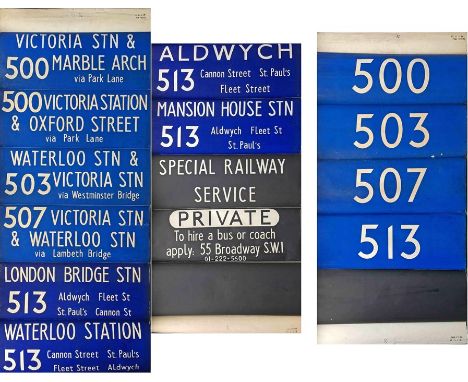 VICTORIA STN &
500 MARBLE ARCH
via Park Lane
500 VICTORIA STATION
& OXFORD STREET
via Park Lane
WATERLOO STN &
503 VICTORIA STN
via Westminster Bridge
507 VICTORIA STN
& WATERLOO STN
via Lambeth Bridge
LONDON BRIDGE STN
513 Aldwych Fleet St
St.Paul's Cannon St
WATERLOO STATION
513 Cannon Street St.Paul's
Fleet Street Aldwych
ALDWYCH
513 Cannon Street St.Paul's
Fleet Street
MANSION HOUSE STN
513 Aldwych Fleet St
St.Paul's
SPECIAL RAILWAY
SERVICE
PRIVATE
To hire a bus or coach
apply: 55 Broadway S.W.1
01-222-5600
500
503
507
513